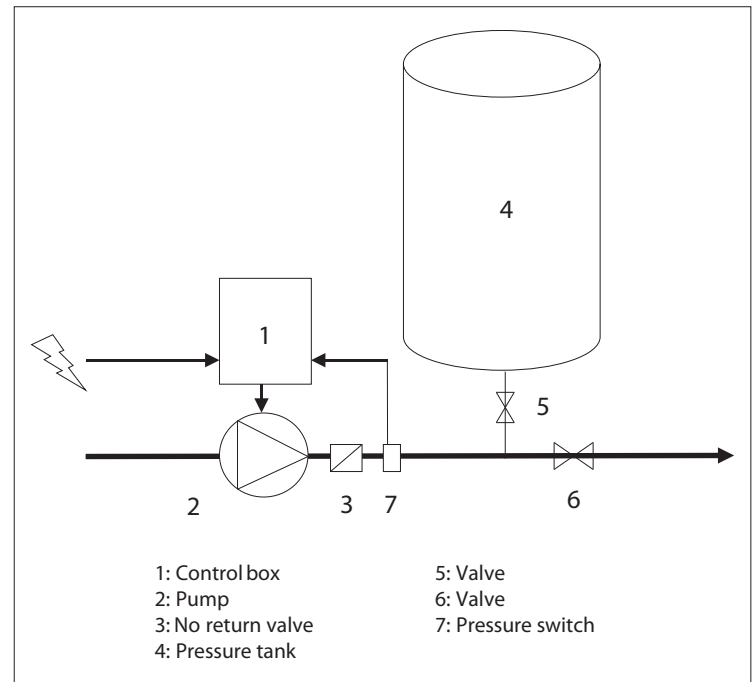 4
1
5
2
3
7
6
1: Control box
2: Pump
3: No return valve
4: Pressure tank
5: Valve
6: Valve
7: Pressure switch